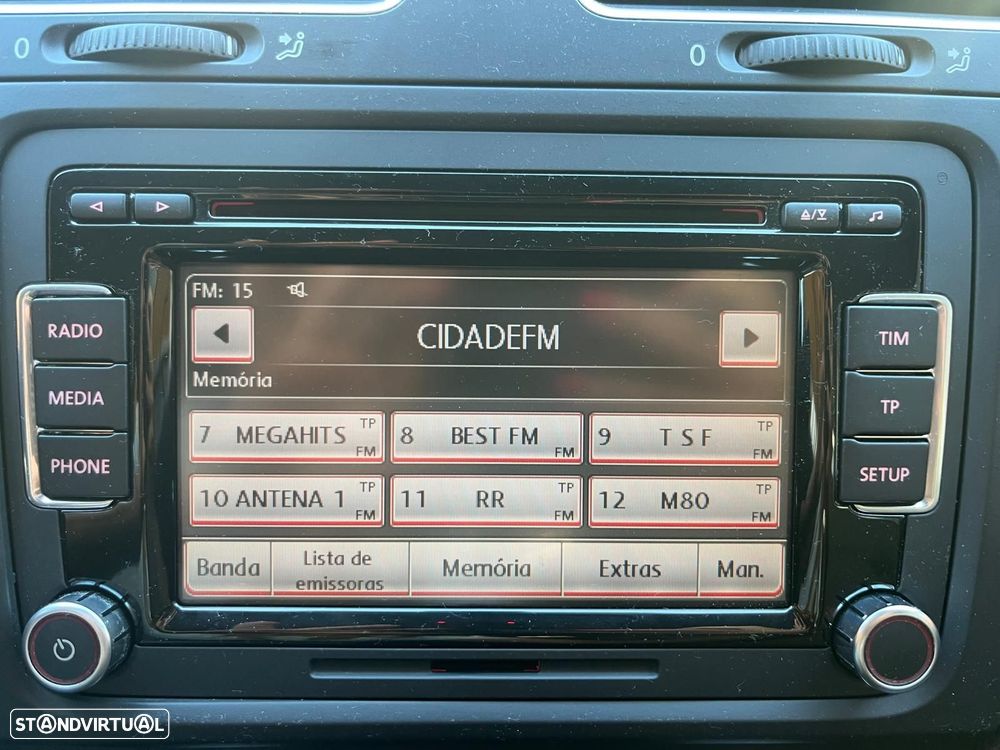 0
0
RADIO
MEDIA
PHONE
TIM
TP
SETUP
FM: 15
CIDADEFM
Memória
7 MEGAHITS TP FM
8 BEST FM FM
9 T S F TP FM
10 ANTENA 1 TP FM
11 RR TP FM
12 M80 TP FM
Banda
Lista de
emissoras
Memória
Extras
Man.
STANDVIRTUAL